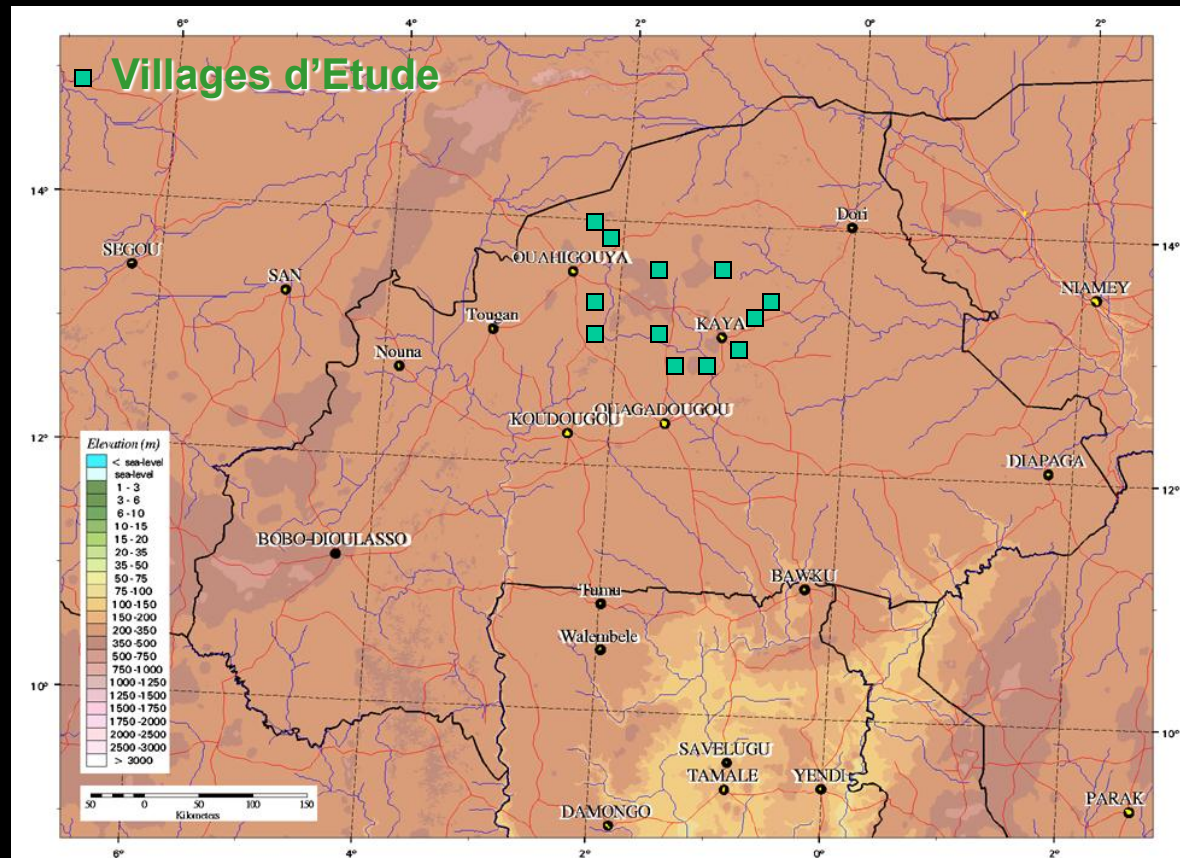 6° 4° 2° 0° 2°
Villages d'Etude
14°
Dori
14°
SEGOU
OUAHIGOUYA
SAN
NIAMEY
Tougan
KAYA
Nouna
KOUDOUGOU OUAGADOUGOU
12°
Elevation (m)
DIAPAGA
< sea-level
sea-level
12°
1 - 3
3 - 6
6 - 10
10 - 15
15 - 20
BOBO-DIOULASSO
20 - 35
35 - 50
50 - 75
BAWKU
75 - 100
Tumu
100 - 150
150 - 200
200 - 350
Walembele
350 - 500
500 - 750
750 - 1000
1000 - 1250
10°
1250 - 1500
1500 - 1750
1750 - 2000
10°
2000 - 2500
2500 - 3000
SAVELUGU
> 3000
TAMALE YENDI
50 0 50 100 150
PARAK
Kilometers
DAMONGO
6° 4° 2° 0° 2°